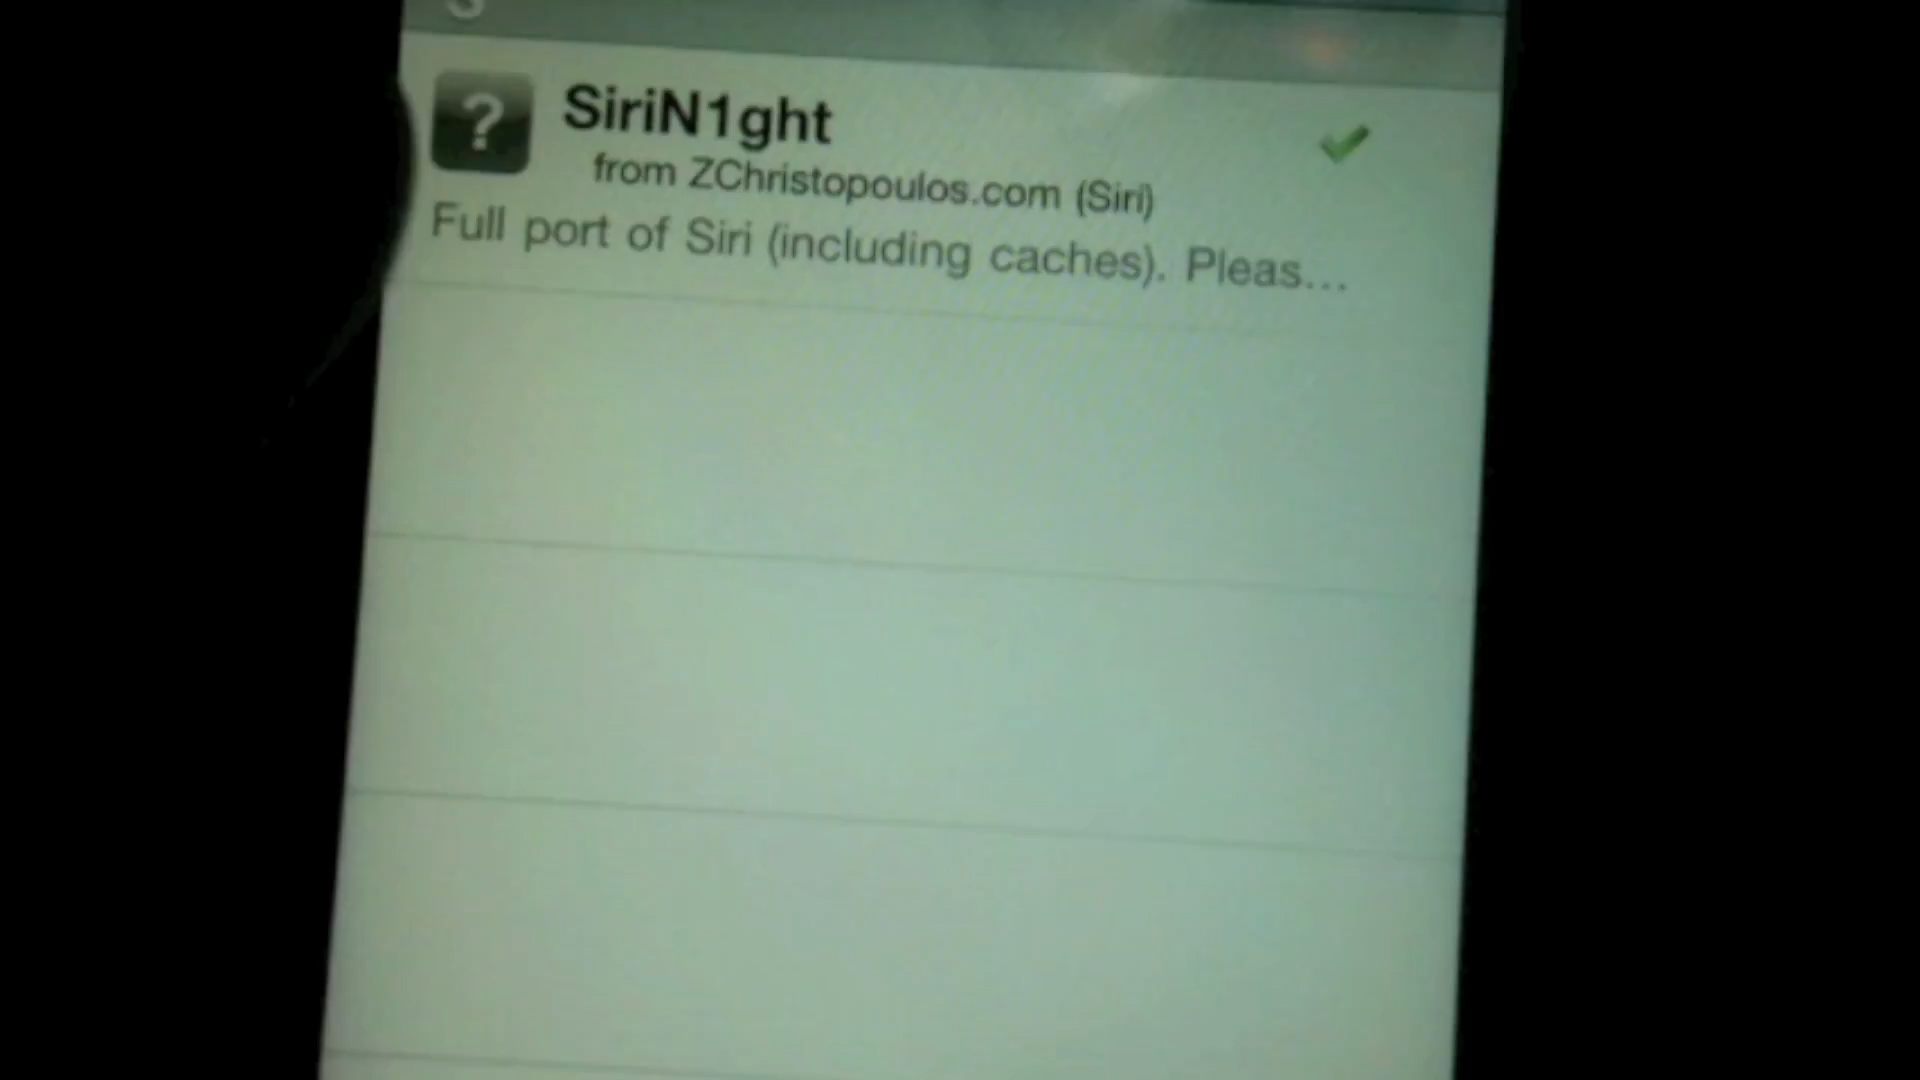 S
?
SiriN1ght
from ZChristopoulos.com (Siri)
Full port of Siri (including caches). Pleas...